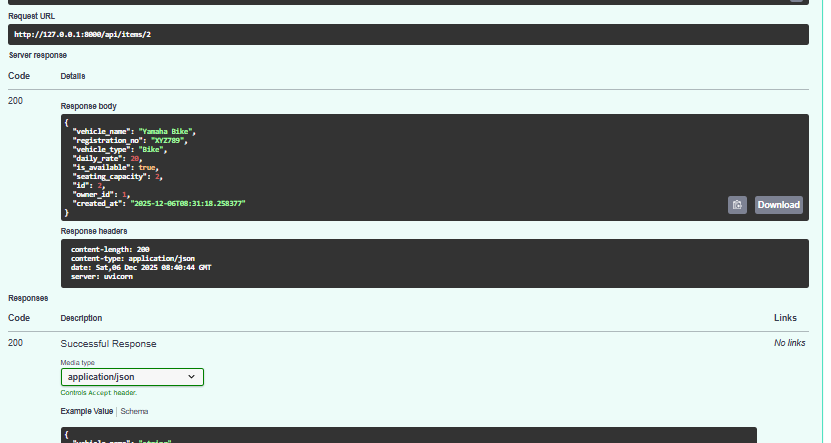 Request URL
http://127.0.0.1:8000/api/items/2
Server response
Code Details
200
Response body
{
"vehicle_name": "Yamaha Bike",
"registration_no": "XYZ789",
"vehicle_type": "Bike",
"daily_rate": 20,
"is_available": true,
"seating_capacity": 2,
"id": 2,
"owner_id": 1,
"created_at": "2025-12-06T08:31:18.258377"
}
Download
Response headers
content-length: 200
content-type: application/json
date: Sat,06 Dec 2025 08:40:44 GMT
server: uvicorn
Responses
Code Description Links
200 Successful Response No links
Media type
application/json
Controls Accept header.
Example Value | Schema
{
"vehicle_name": "string",